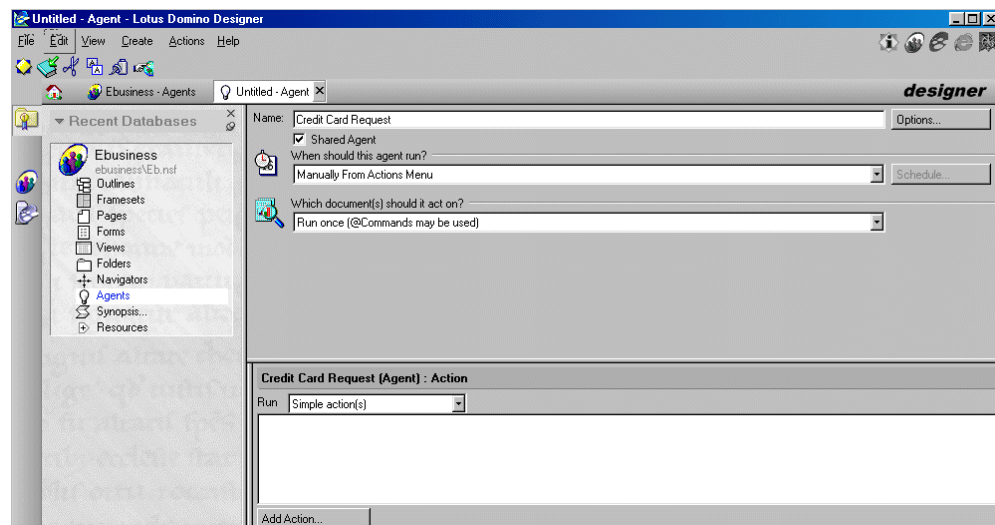 Untitled - Agent - Lotus Domino Designer
File Edit View Create Actions Help
Ebusiness - Agents Untitled - Agent designer
Recent Databases
Ebusiness
ebusiness\Eb.nsf
Outlines
Framesets
Pages
Forms
Views
Folders
Navigators
Agents
Synopsis...
Resources
Name: Credit Card Request Options...
Shared Agent
When should this agent run?
Manually From Actions Menu Schedule...
Which document(s) should it act on?
Run once (@Commands may be used)
Credit Card Request (Agent) : Action
Run Simple action(s)
Add Action...